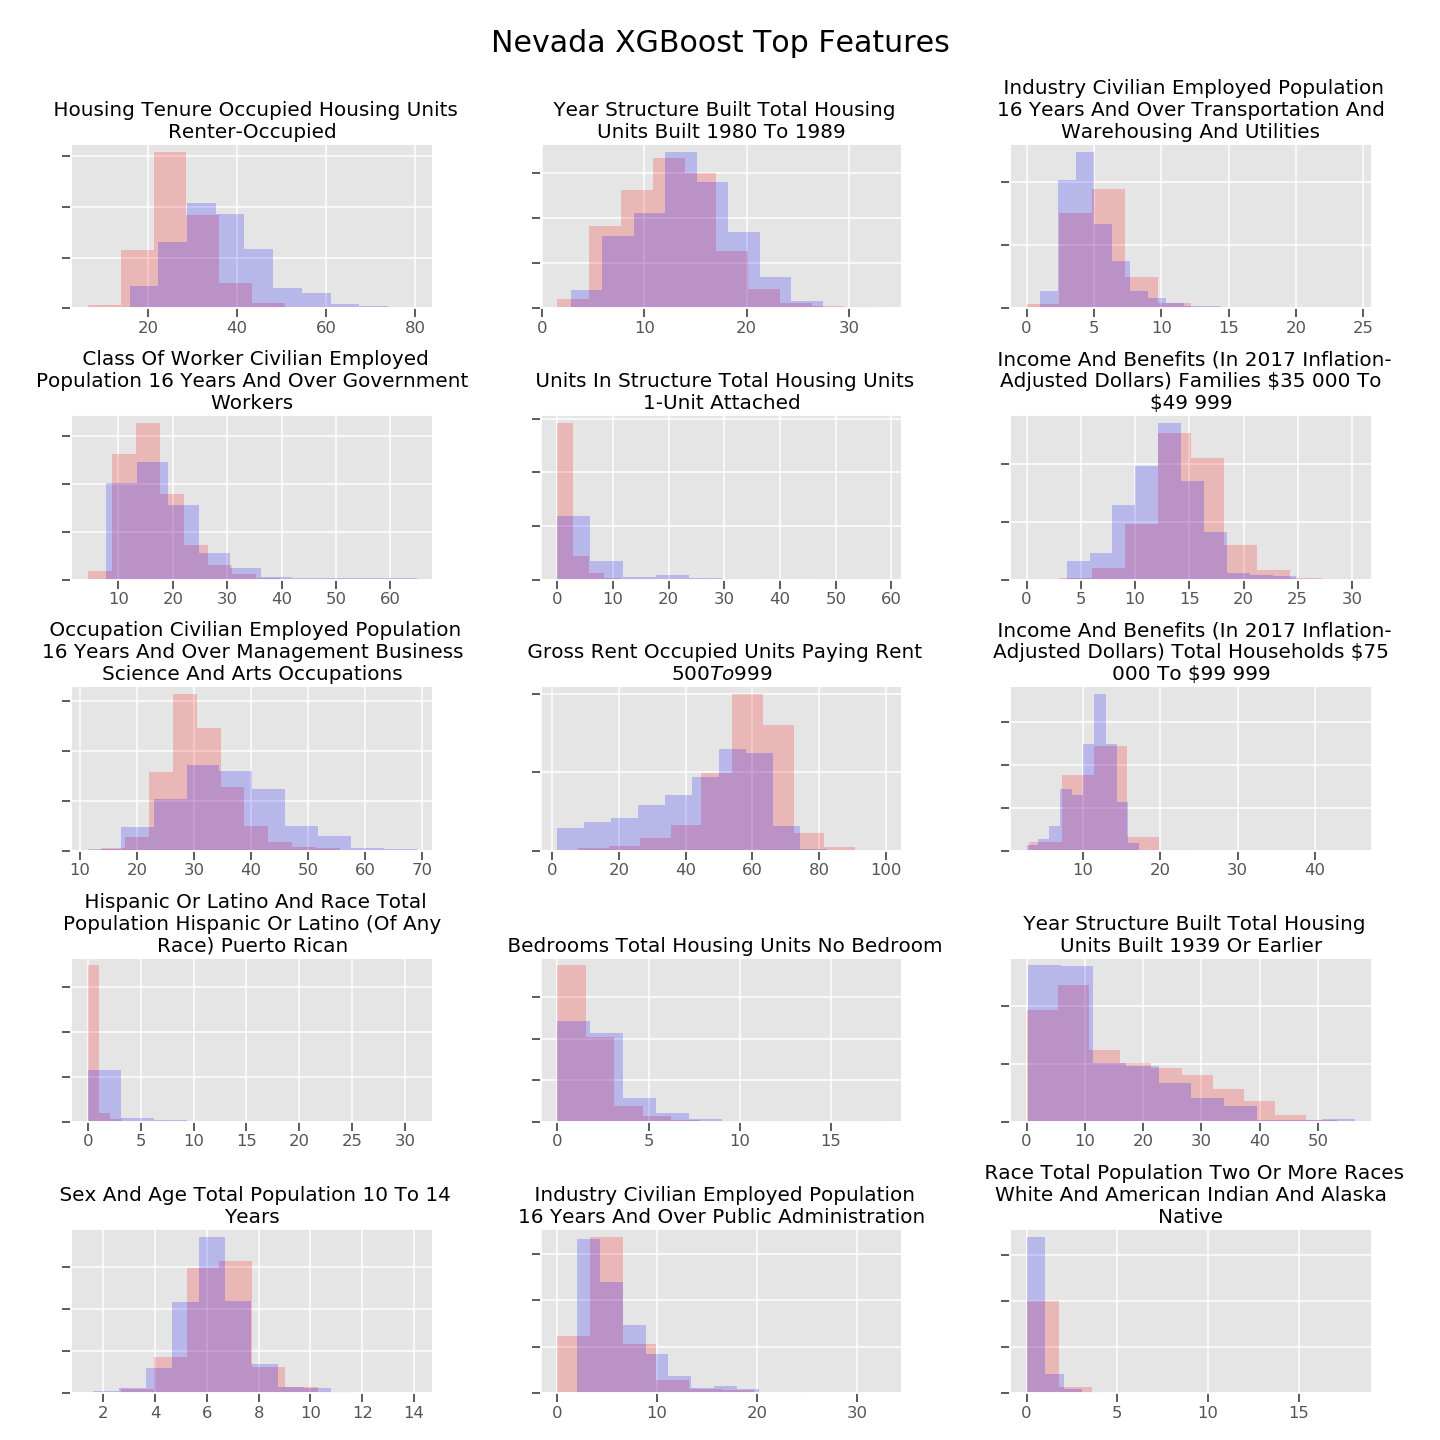 Nevada XGBoost Top Features
Housing Tenure Occupied Housing Units
Renter-Occupied
20 40 60 80
Year Structure Built Total Housing
Units Built 1980 To 1989
0 10 20 30
Industry Civilian Employed Population
16 Years And Over Transportation And
Warehousing And Utilities
0 5 10 15 20 25
Class Of Worker Civilian Employed
Population 16 Years And Over Government
Workers
10 20 30 40 50 60
Units In Structure Total Housing Units
1-Unit Attached
0 10 20 30 40 50 60
Income And Benefits (In 2017 Inflation-
Adjusted Dollars) Families $35 000 To
$49 999
0 5 10 15 20 25 30
Occupation Civilian Employed Population
16 Years And Over Management Business
Science And Arts Occupations
10 20 30 40 50 60 70
Gross Rent Occupied Units Paying Rent
500To999
0 20 40 60 80 100
Income And Benefits (In 2017 Inflation-
Adjusted Dollars) Total Households $75
000 To $99 999
10 20 30 40
Hispanic Or Latino And Race Total
Population Hispanic Or Latino (Of Any
Race) Puerto Rican
0 5 10 15 20 25 30
Bedrooms Total Housing Units No Bedroom
0 5 10 15
Year Structure Built Total Housing
Units Built 1939 Or Earlier
0 10 20 30 40 50
Sex And Age Total Population 10 To 14
Years
2 4 6 8 10 12 14
Industry Civilian Employed Population
16 Years And Over Public Administration
0 10 20 30
Race Total Population Two Or More Races
White And American Indian And Alaska
Native
0 5 10 15